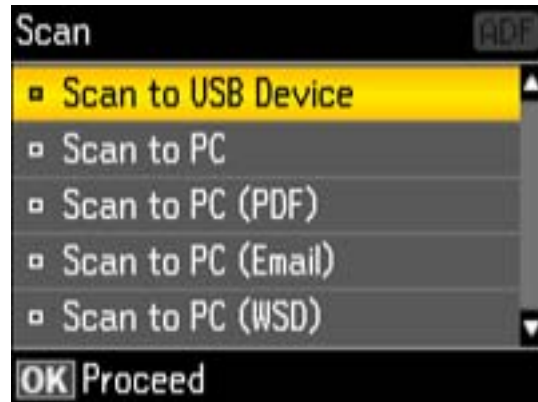 Scan ADF
Scan to USB Device
Scan to PC
Scan to PC (PDF)
Scan to PC (Email)
Scan to PC (WSD)
OK Proceed